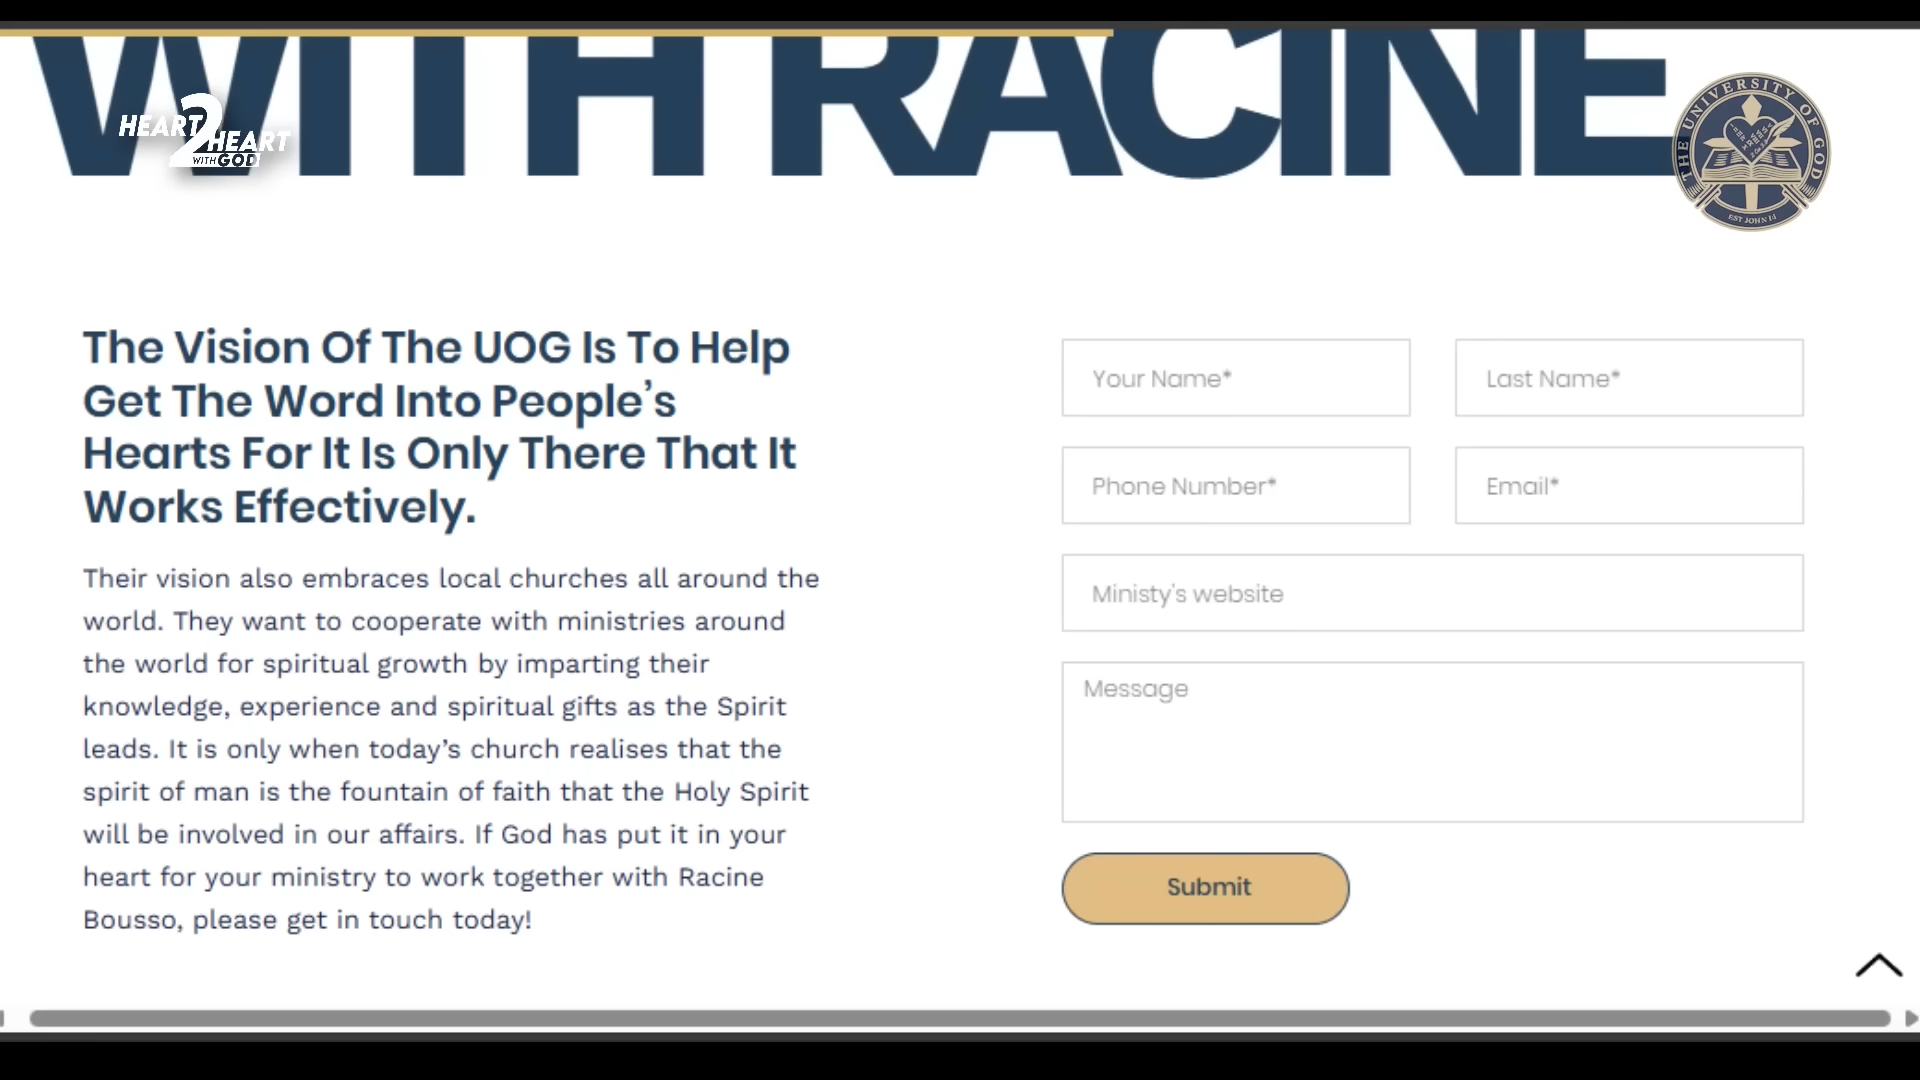 WITH RACINE
HEART 2 HEART
WITH GOD
THE UNIVERSITY OF GOD
EST JOHN 1:1
The Vision Of The UOG Is To Help
Get The Word Into People’s
Hearts For It Is Only There That It
Works Effectively.
Their vision also embraces local churches all around the
world. They want to cooperate with ministries around
the world for spiritual growth by imparting their
knowledge, experience and spiritual gifts as the Spirit
leads. It is only when today’s church realises that the
spirit of man is the fountain of faith that the Holy Spirit
will be involved in our affairs. If God has put it in your
heart for your ministry to work together with Racine
Bousso, please get in touch today!
Your Name*
Last Name*
Phone Number*
Email*
Ministy's website
Message
Submit